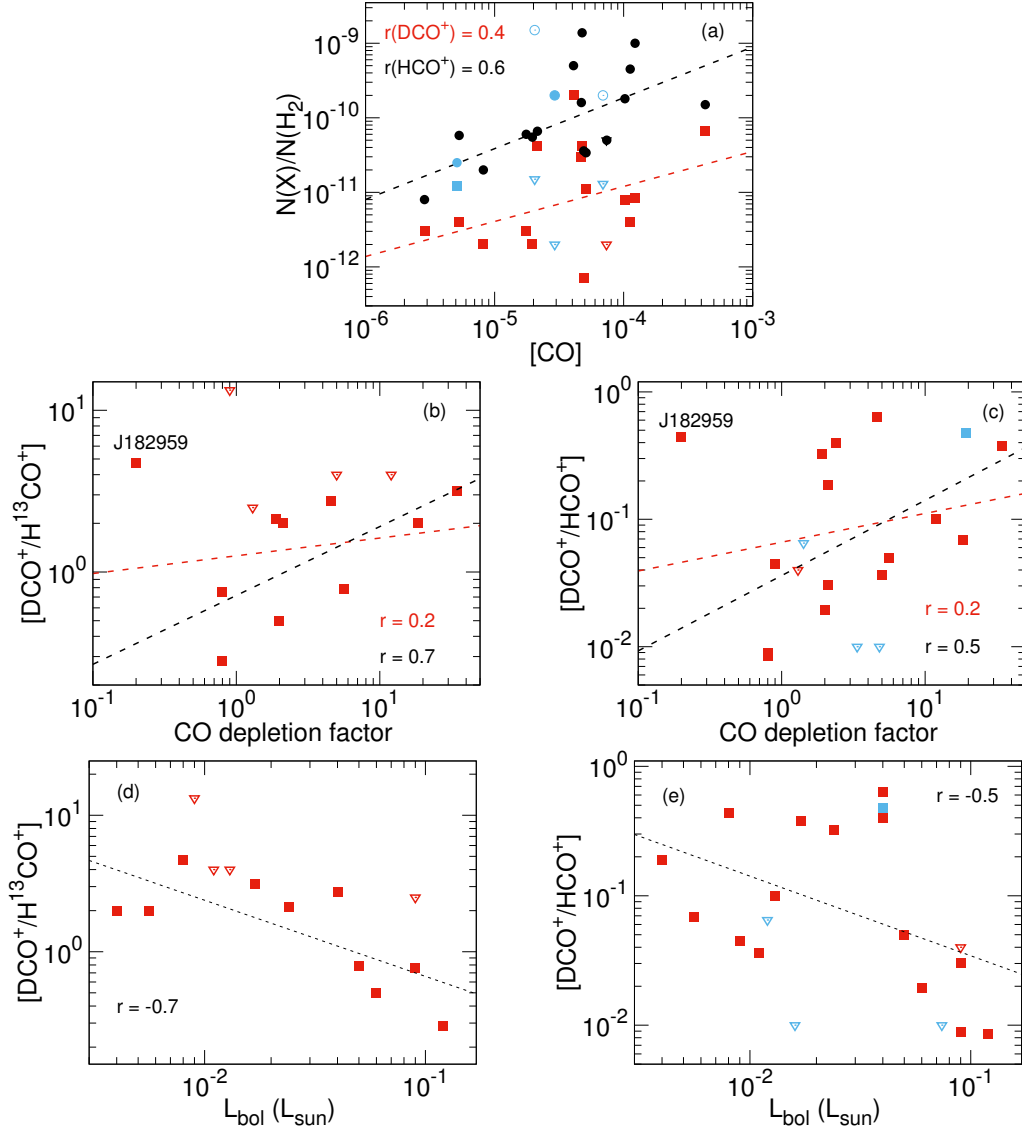 (a)
r(DCO⁺) = 0.4
r(HCO⁺) = 0.6
N(X)/N(H₂)
10⁻⁹
10⁻¹⁰
10⁻¹¹
10⁻¹²
10⁻⁶ 10⁻⁵ 10⁻⁴ 10⁻³
[CO]
(b)
J182959
[DCO⁺/H¹³CO⁺]
10¹
10⁰
r = 0.2
r = 0.7
10⁻¹ 10⁰ 10¹
CO depletion factor
(c)
J182959
[DCO⁺/HCO⁺]
10⁰
10⁻¹
10⁻²
r = 0.2
r = 0.5
10⁻¹ 10⁰ 10¹
CO depletion factor
(d)
[DCO⁺/H¹³CO⁺]
10¹
10⁰
r = -0.7
10⁻² 10⁻¹
L_bol (L_sun)
(e)
r = -0.5
[DCO⁺/HCO⁺]
10⁰
10⁻¹
10⁻²
10⁻² 10⁻¹
L_bol (L_sun)